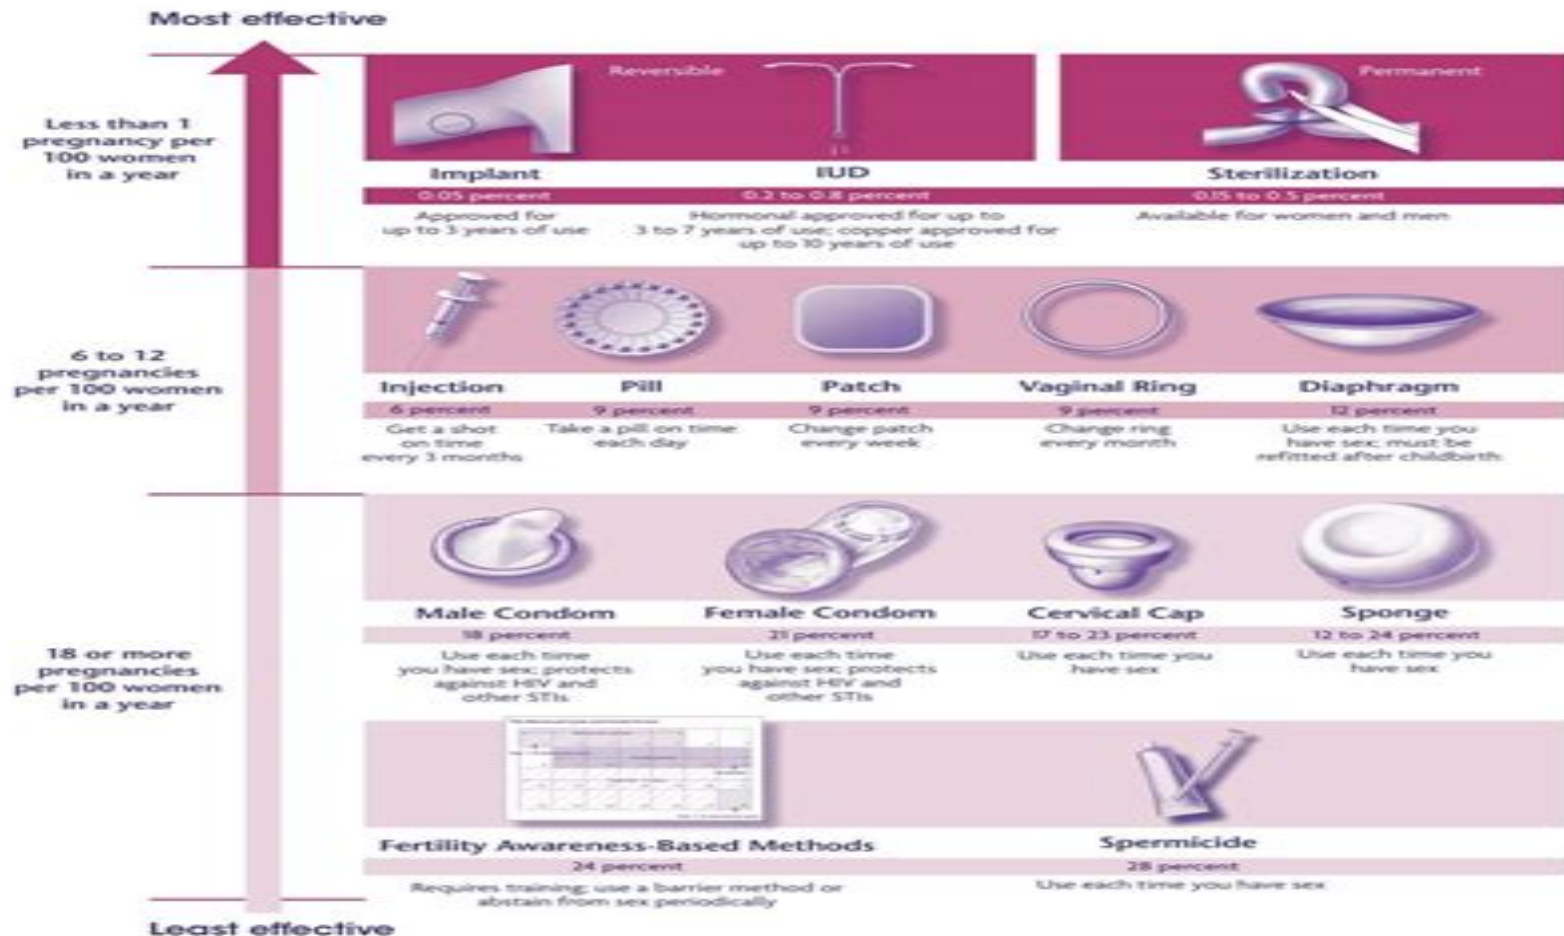 Most effective
Less than 1
pregnancy per
100 women
in a year
Reversible
Permanent
Implant
IUD
Sterilization
0.05 percent
0.2 to 0.8 percent
0.15 to 0.5 percent
Approved for
up to 3 years of use
Hormonal approved for up to
3 to 7 years of use; copper approved for
up to 10 years of use
Available for women and men
6 to 12
pregnancies
per 100 women
in a year
Injection
Pill
Patch
Vaginal Ring
Diaphragm
6 percent
9 percent
9 percent
9 percent
12 percent
Get a shot
on time
every 3 months
Take a pill on time
each day
Change patch
every week
Change ring
every month
Use each time you
have sex; must be
refitted after childbirth
18 or more
pregnancies
per 100 women
in a year
Male Condom
Female Condom
Cervical Cap
Sponge
18 percent
21 percent
17 to 23 percent
12 to 24 percent
Use each time
you have sex; protects
against HIV and
other STIs
Use each time
you have sex; protects
against HIV and
other STIs
Use each time you
have sex
Use each time you
have sex
Fertility Awareness-Based Methods
Spermicide
24 percent
28 percent
Requires training; use a barrier method or
abstain from sex periodically
Use each time you have sex
Least effective